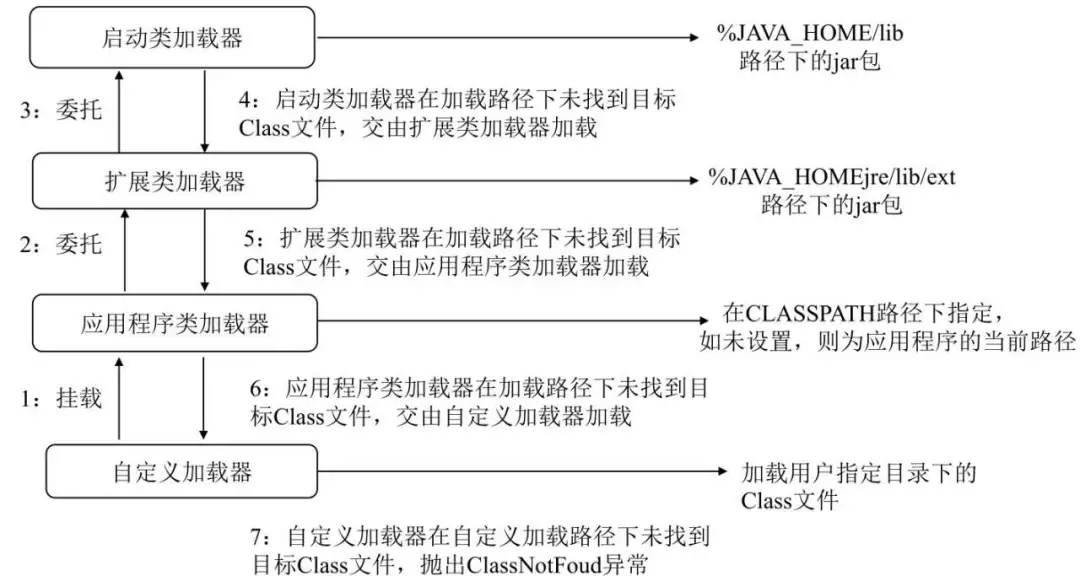 启动类加载器
%JAVA_HOME/lib
路径下的jar包
3：委托
4：启动类加载器在加载路径下未找到目标
Class文件，交由扩展类加载器加载
扩展类加载器
%JAVA_HOMEjre/lib/ext
路径下的jar包
2：委托
5：扩展类加载器在加载路径下未找到目标
Class文件，交由应用程序类加载器加载
应用程序类加载器
在CLASSPATH路径下指定，
如未设置，则为应用程序的当前路径
1：挂载
6：应用程序类加载器在加载路径下未找到目
标Class文件，交由自定义加载器加载
自定义加载器
加载用户指定目录下的
Class文件
7：自定义加载器在自定义加载路径下未找到
目标Class文件，抛出ClassNotFoud异常